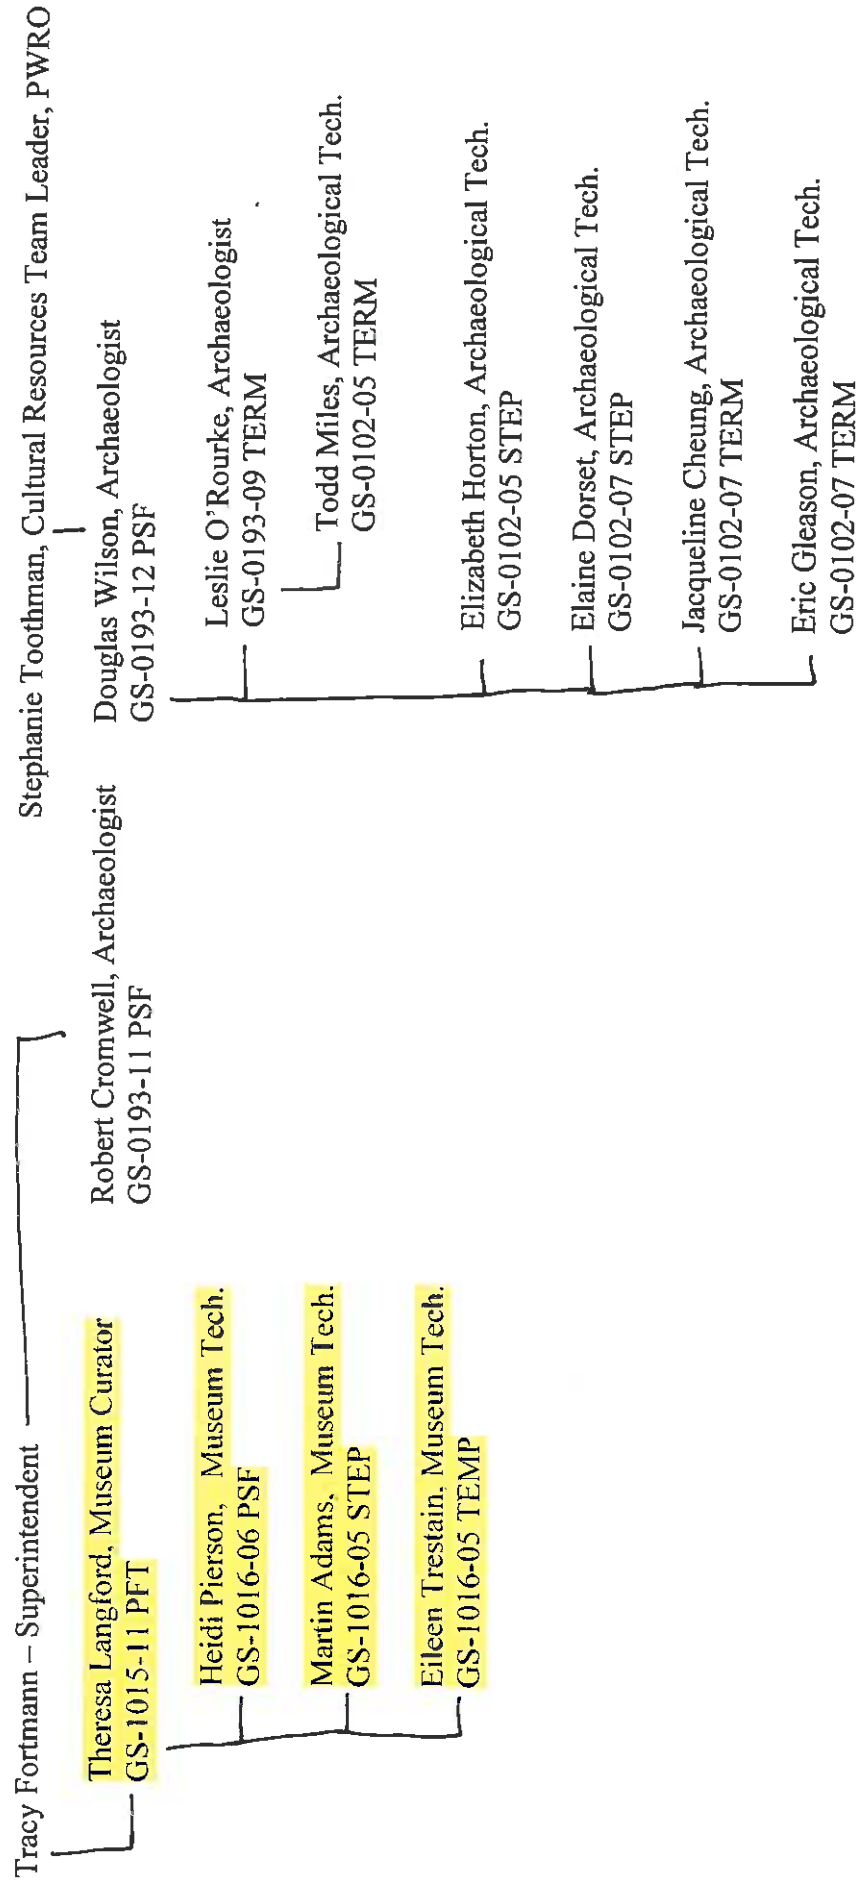 Tracy Fortmann – Superintendent
Theresa Langford, Museum Curator
GS-1015-11 PFT
Heidi Pierson, Museum Tech.
GS-1016-06 PSF
Martin Adams, Museum Tech.
GS-1016-05 STEP
Eileen Trestain, Museum Tech.
GS-1016-05 TEMP
Robert Cromwell, Archaeologist
GS-0193-11 PSF
Stephanie Toothman, Cultural Resources Team Leader, PWRO
Douglas Wilson, Archaeologist
GS-0193-12 PSF
Leslie O'Rourke, Archaeologist
GS-0193-09 TERM
Todd Miles, Archaeological Tech.
GS-0102-05 TERM
Elizabeth Horton, Archaeological Tech.
GS-0102-05 STEP
Elaine Dorset, Archaeological Tech.
GS-0102-07 STEP
Jacqueline Cheung, Archaeological Tech.
GS-0102-07 TERM
Eric Gleason, Archaeological Tech.
GS-0102-07 TERM